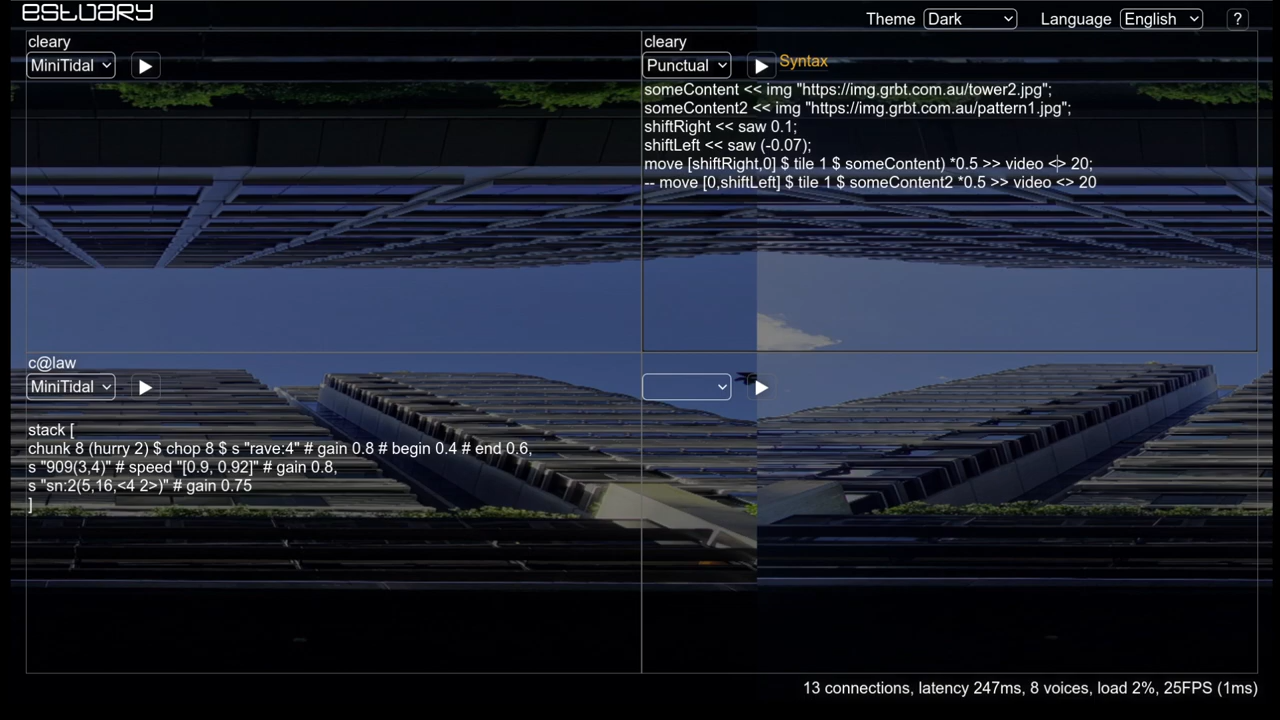 estuary
Theme Dark Language English ?
cleary
MiniTidal
cleary
Punctual Syntax
someContent << img "https://img.grbt.com.au/tower2.jpg";
someContent2 << img "https://img.grbt.com.au/pattern1.jpg";
shiftRight << saw 0.1;
shiftLeft << saw (-0.07);
move [shiftRight,0] $ tile 1 $ someContent) *0.5 >> video <> 20;
-- move [0,shiftLeft] $ tile 1 $ someContent2 *0.5 >> video <> 20
c@law
MiniTidal
stack [
chunk 8 (hurry 2) $ chop 8 $ s "rave:4" # gain 0.8 # begin 0.4 # end 0.6,
s "909(3,4)" # speed "[0.9, 0.92]" # gain 0.8,
s "sn:2(5,16,<4 2>)" # gain 0.75
]
13 connections, latency 247ms, 8 voices, load 2%, 25FPS (1ms)